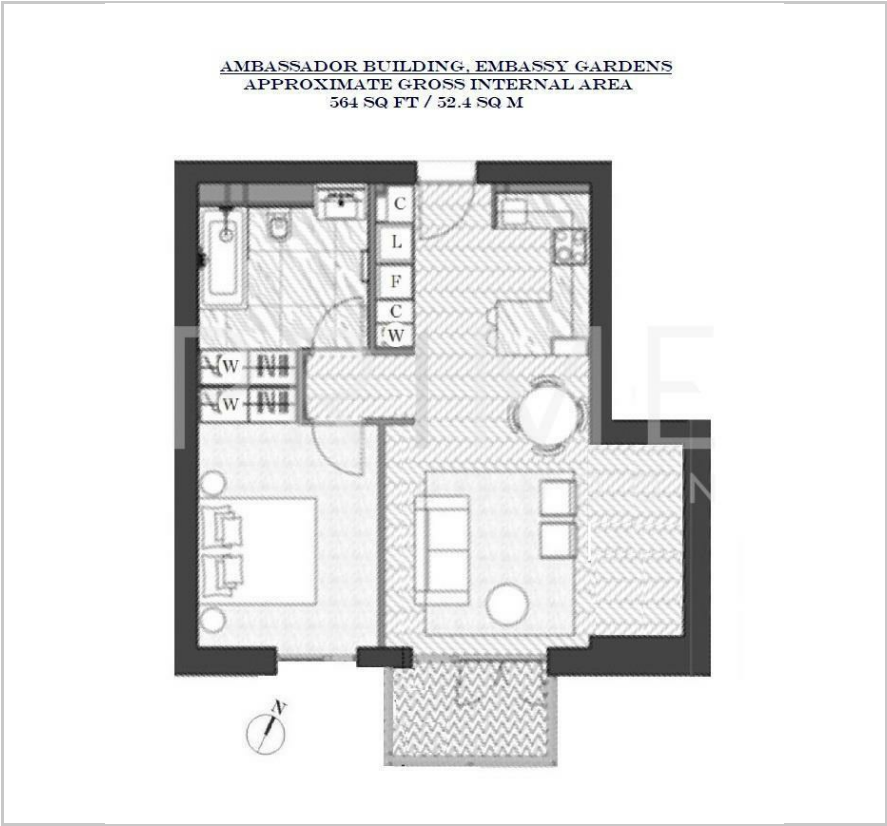 AMBASSADOR BUILDING, EMBASSY GARDENS
APPROXIMATE GROSS INTERNAL AREA
564 SQ FT / 52.4 SQ M
C
L
F
C
W
W
W
N